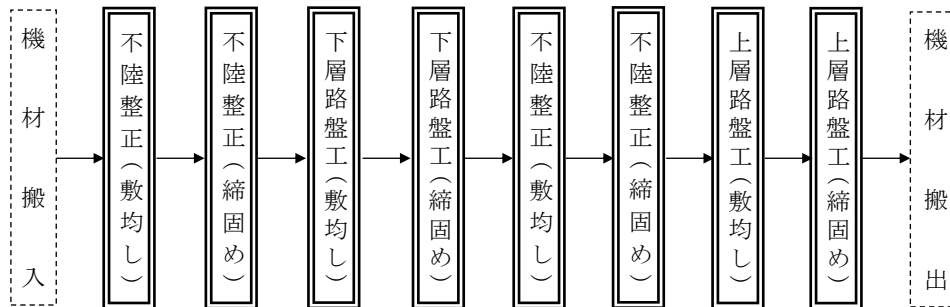 機材搬入
不陸整正（敷均し）
不陸整正（締固め）
下層路盤工（敷均し）
下層路盤工（締固め）
不陸整正（敷均し）
不陸整正（締固め）
上層路盤工（敷均し）
上層路盤工（締固め）
機材搬出